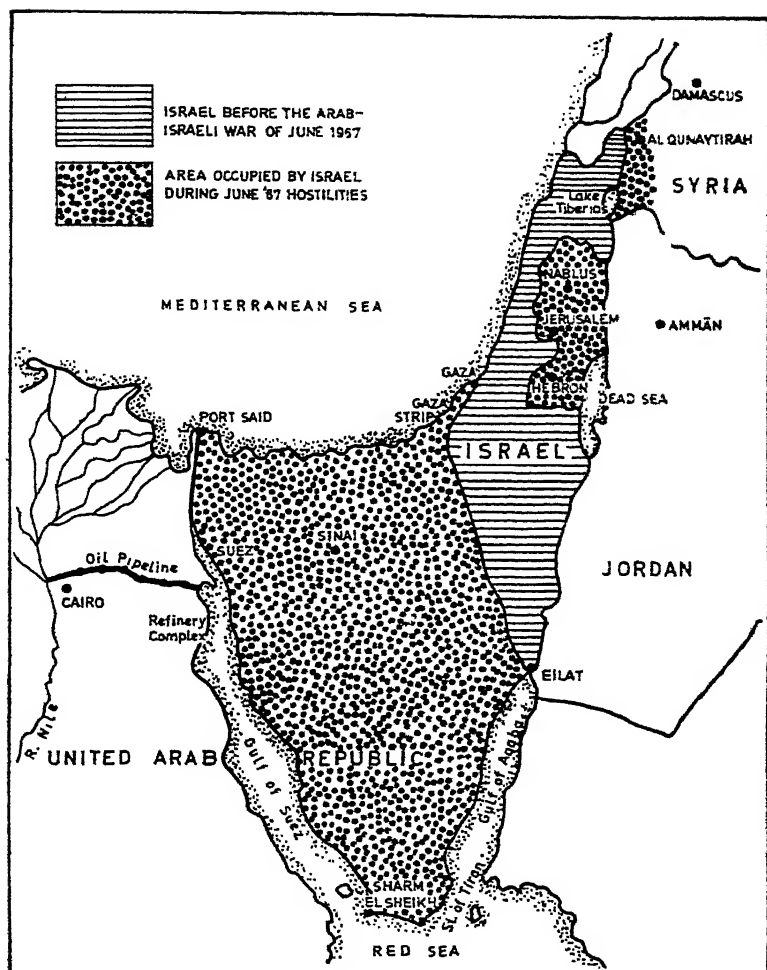 ISRAEL BEFORE THE ARAB-
ISRAELI WAR OF JUNE 1967
AREA OCCUPIED BY ISRAEL
DURING JUNE '67 HOSTILITIES
DAMASCUS
AL QUNAYTIRAH
SYRIA
Lake
Tiberias
NABLUS
MEDITERRANEAN SEA
JERUSALEM
AMMĀN
GAZA
HEBRON
DEAD SEA
GAZA
STRIP
PORT SAID
ISRAEL
SINAI
SUEZ
Oil Pipeline
JORDAN
CAIRO
Refinery
Complex
EILAT
R. Nile
UNITED ARAB REPUBLIC
Gulf of Suez
Gulf of Aqaba
St. of Tiran
SHARM
EL SHEIKH
RED SEA